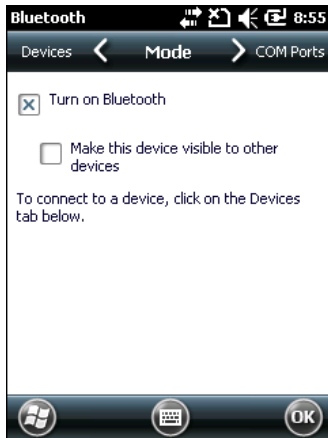 Bluetooth 8:55
Devices Mode COM Ports
Turn on Bluetooth
Make this device visible to other
devices
To connect to a device, click on the Devices
tab below.
OK